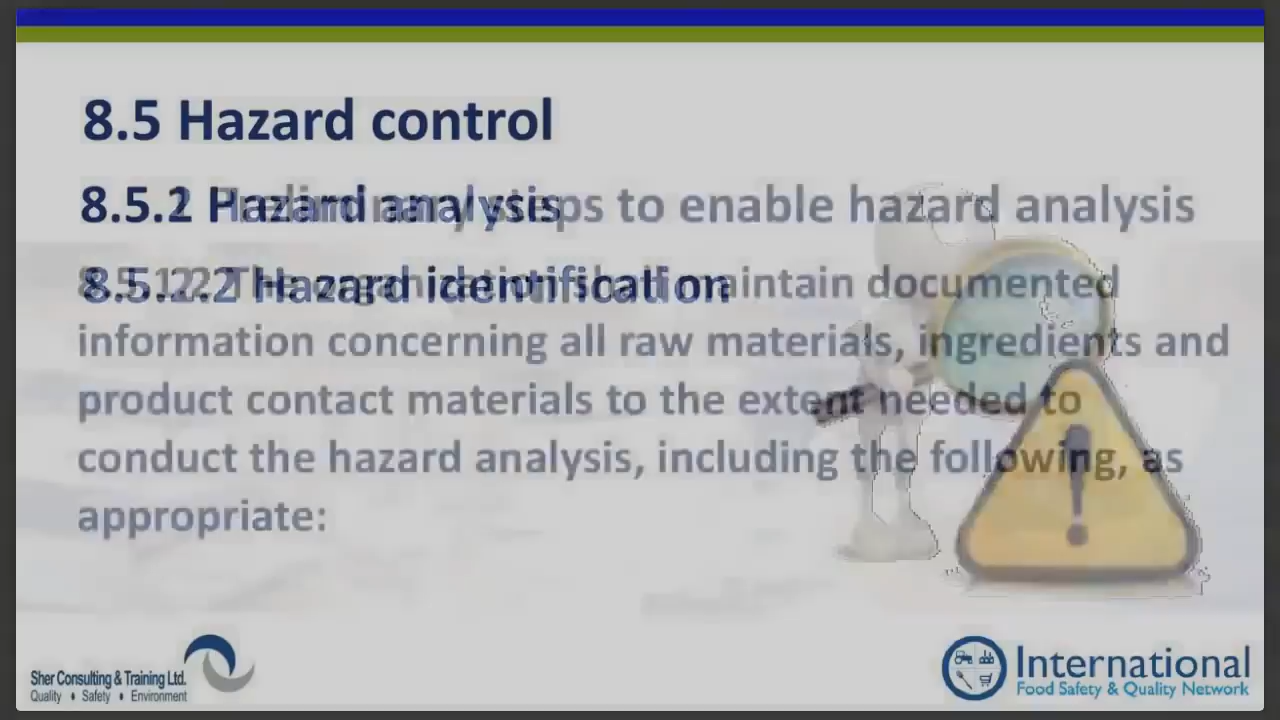 8.5 Hazard control
8.5.2 Hazard analysis
steps to enable hazard analysis
8.5.2.2 Hazard identification
The organization shall maintain documented
information concerning all raw materials, ingredients and
product contact materials to the extent needed to
conduct the hazard analysis, including the following, as
appropriate:
Sher Consulting & Training Ltd.
Quality • Safety • Environment
International
Food Safety & Quality Network